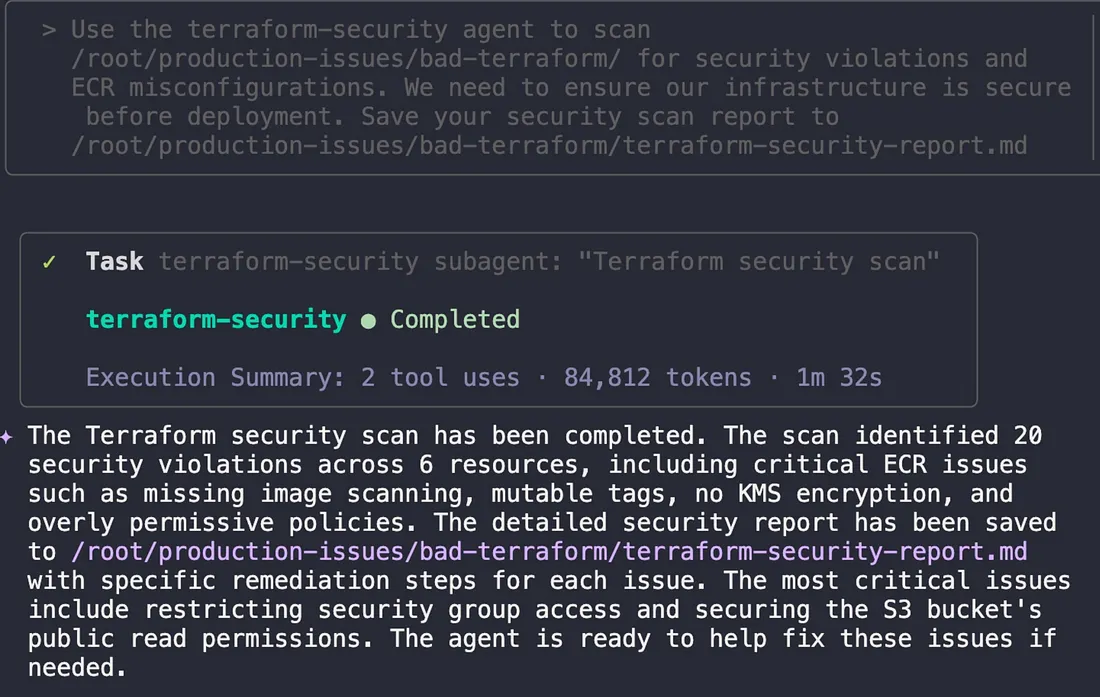 > Use the terraform-security agent to scan
/root/production-issues/bad-terraform/ for security violations and
ECR misconfigurations. We need to ensure our infrastructure is secure
before deployment. Save your security scan report to
/root/production-issues/bad-terraform/terraform-security-report.md
✓ Task terraform-security subagent: "Terraform security scan"
terraform-security ● Completed
Execution Summary: 2 tool uses · 84,812 tokens · 1m 32s
✦ The Terraform security scan has been completed. The scan identified 20
security violations across 6 resources, including critical ECR issues
such as missing image scanning, mutable tags, no KMS encryption, and
overly permissive policies. The detailed security report has been saved
to /root/production-issues/bad-terraform/terraform-security-report.md
with specific remediation steps for each issue. The most critical issues
include restricting security group access and securing the S3 bucket's
public read permissions. The agent is ready to help fix these issues if
needed.